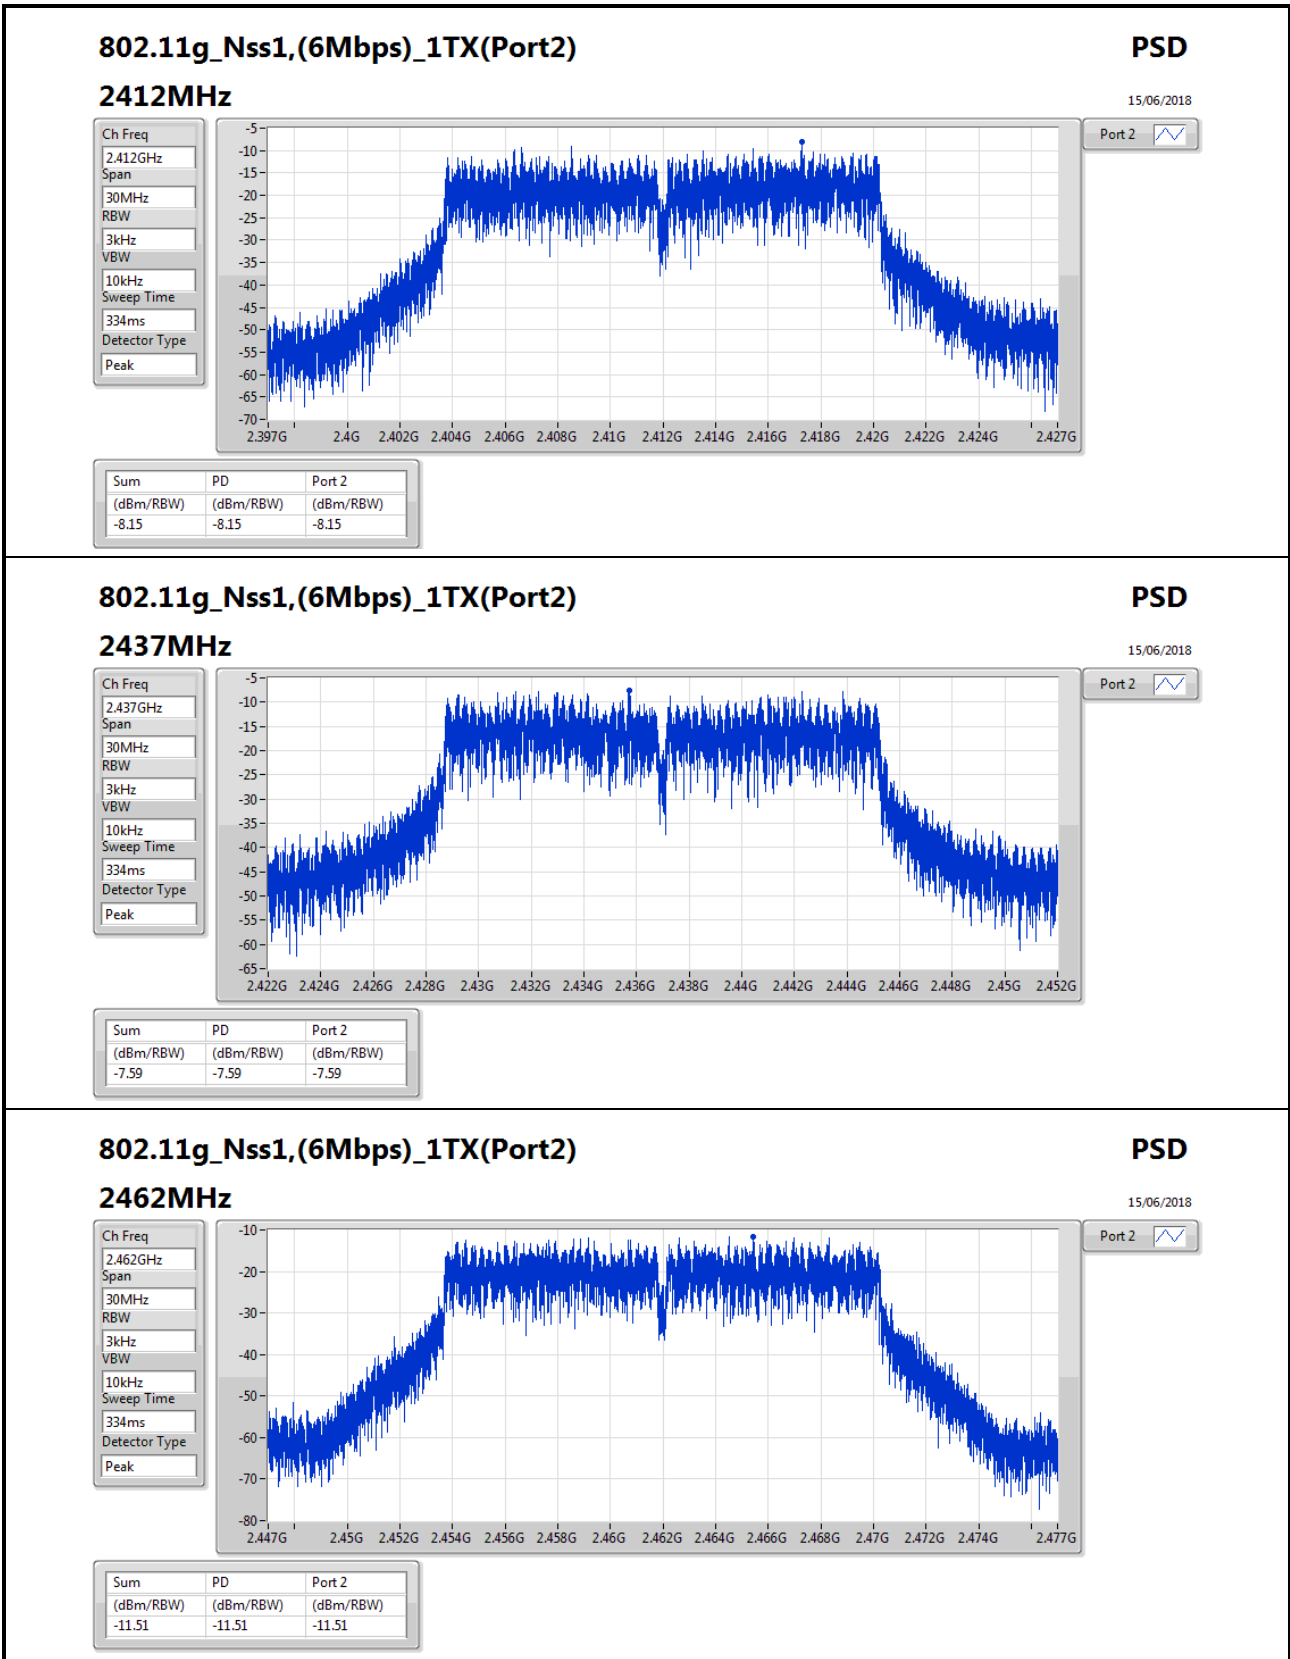 802.11g_Nss1,(6Mbps)_1TX(Port2) PSD
2412MHz 15/06/2018
Ch Freq
2.412GHz
Span
30MHz
RBW
3kHz
VBW
10kHz
Sweep Time
334ms
Detector Type
Peak
-5
-10
-15
-20
-25
-30
-35
-40
-45
-50
-55
-60
-65
-70
2.397G 2.4G 2.402G 2.404G 2.406G 2.408G 2.41G 2.412G 2.414G 2.416G 2.418G 2.42G 2.422G 2.424G 2.427G
Port 2
Sum PD Port 2
(dBm/RBW) (dBm/RBW) (dBm/RBW)
-8.15 -8.15 -8.15
802.11g_Nss1,(6Mbps)_1TX(Port2) PSD
2437MHz 15/06/2018
Ch Freq
2.437GHz
Span
30MHz
RBW
3kHz
VBW
10kHz
Sweep Time
334ms
Detector Type
Peak
-5
-10
-15
-20
-25
-30
-35
-40
-45
-50
-55
-60
-65
2.422G 2.424G 2.426G 2.428G 2.43G 2.432G 2.434G 2.436G 2.438G 2.44G 2.442G 2.444G 2.446G 2.448G 2.45G 2.452G
Port 2
Sum PD Port 2
(dBm/RBW) (dBm/RBW) (dBm/RBW)
-7.59 -7.59 -7.59
802.11g_Nss1,(6Mbps)_1TX(Port2) PSD
2462MHz 15/06/2018
Ch Freq
2.462GHz
Span
30MHz
RBW
3kHz
VBW
10kHz
Sweep Time
334ms
Detector Type
Peak
-10
-20
-30
-40
-50
-60
-70
-80
2.447G 2.45G 2.452G 2.454G 2.456G 2.458G 2.46G 2.462G 2.464G 2.466G 2.468G 2.47G 2.472G 2.474G 2.477G
Port 2
Sum PD Port 2
(dBm/RBW) (dBm/RBW) (dBm/RBW)
-11.51 -11.51 -11.51